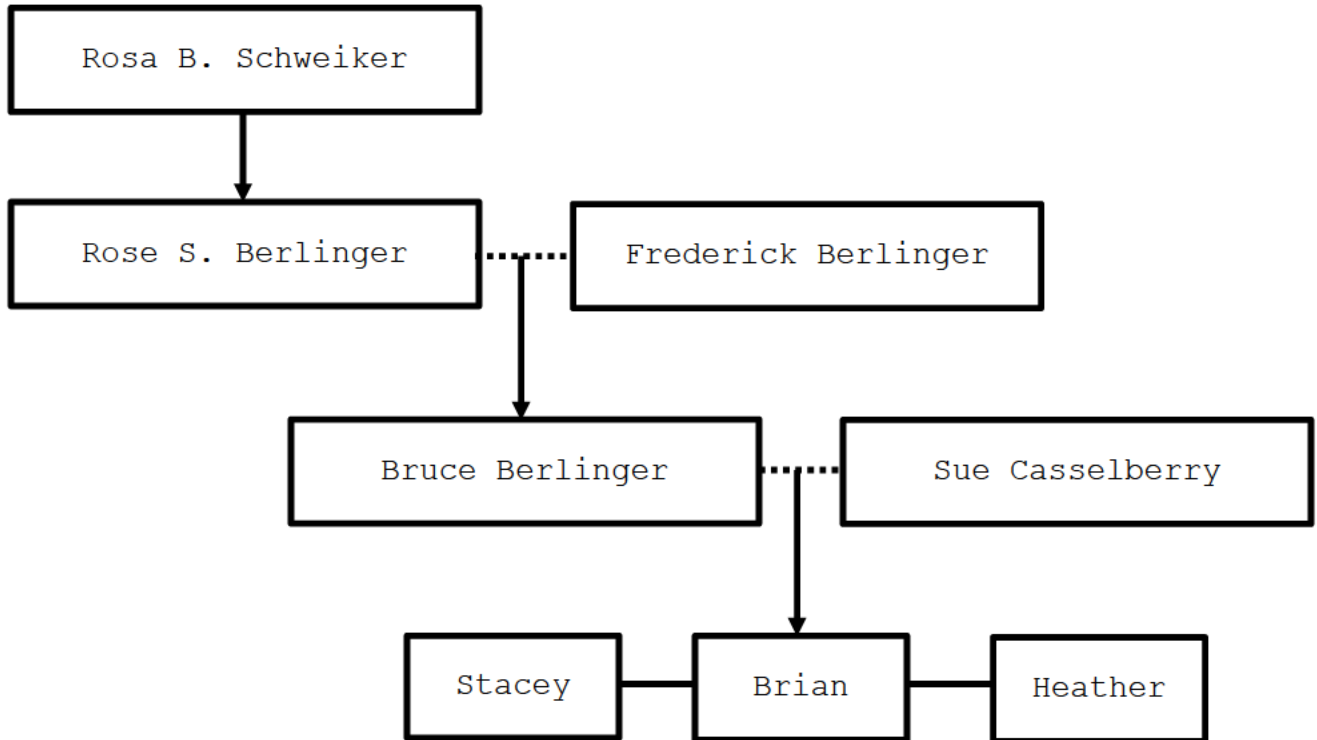 Rosa B. Schweiker
Rose S. Berlinger
Frederick Berlinger
Bruce Berlinger
Sue Casselberry
Stacey
Brian
Heather